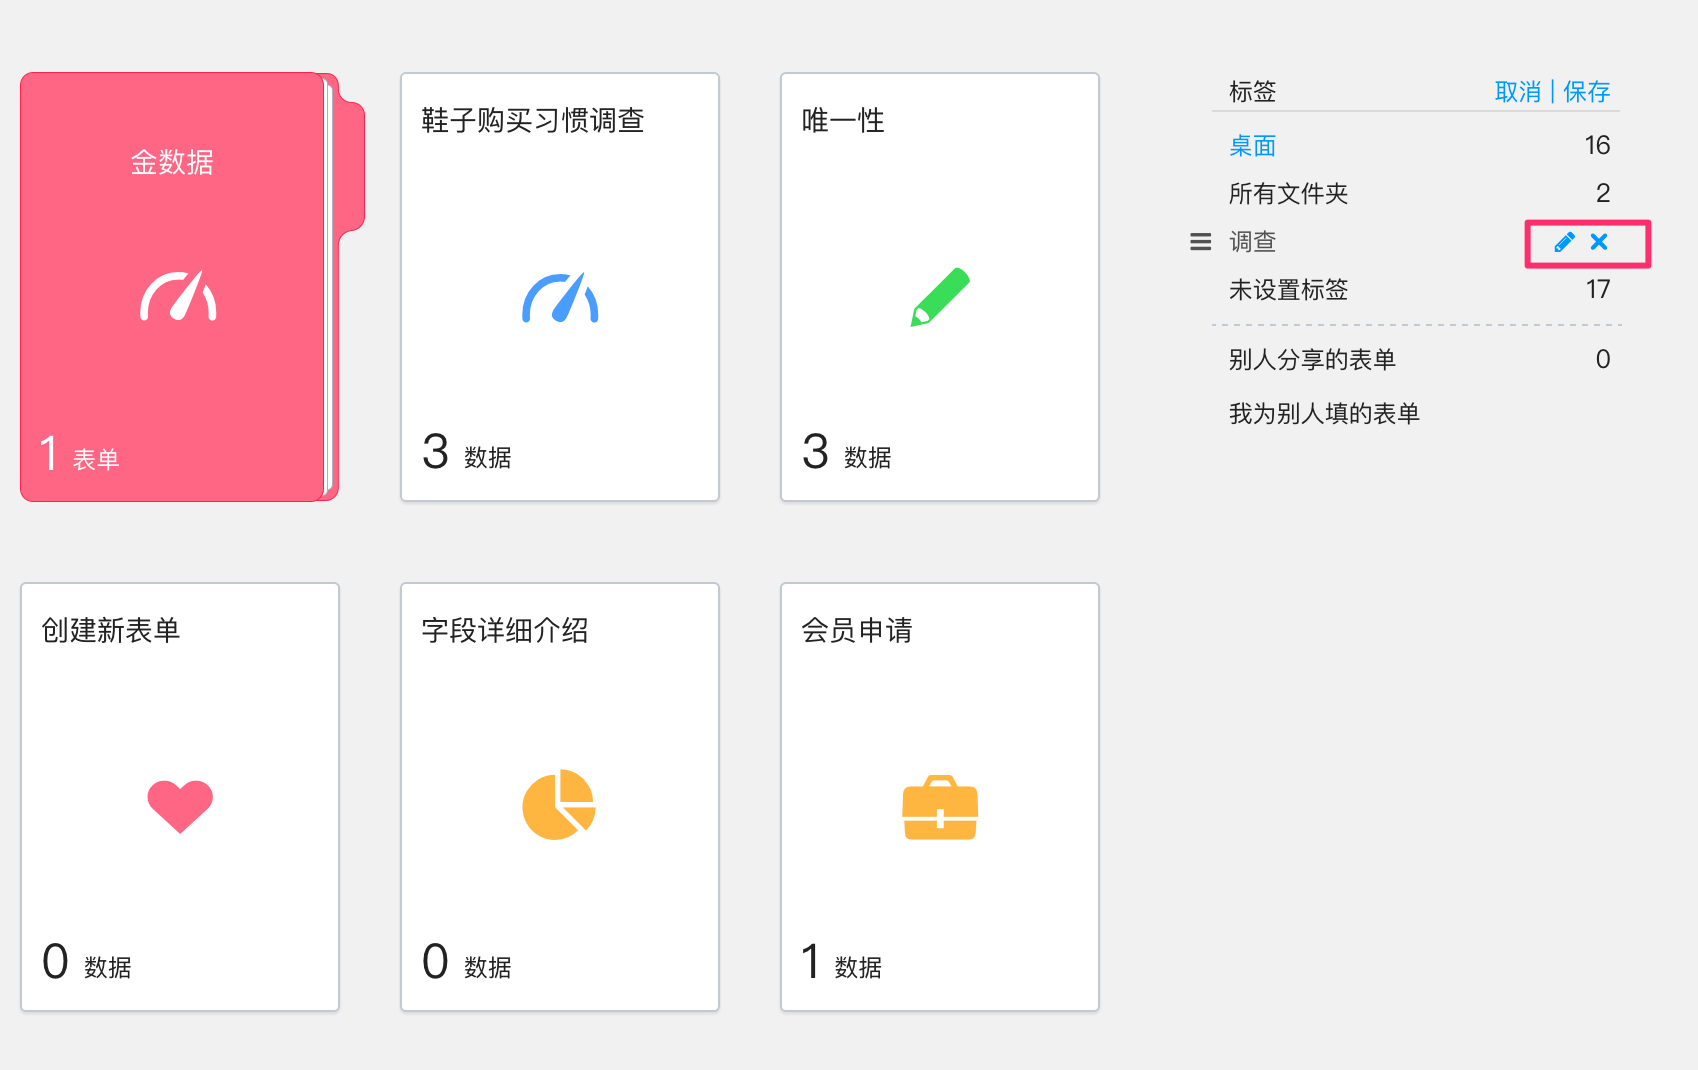 金数据
1 表单
鞋子购买习惯调查
3 数据
唯一性
3 数据
标签
取消 | 保存
桌面 16
所有文件夹 2
调查
未设置标签 17
别人分享的表单 0
我为别人填的表单
创建新表单
0 数据
字段详细介绍
0 数据
会员申请
1 数据